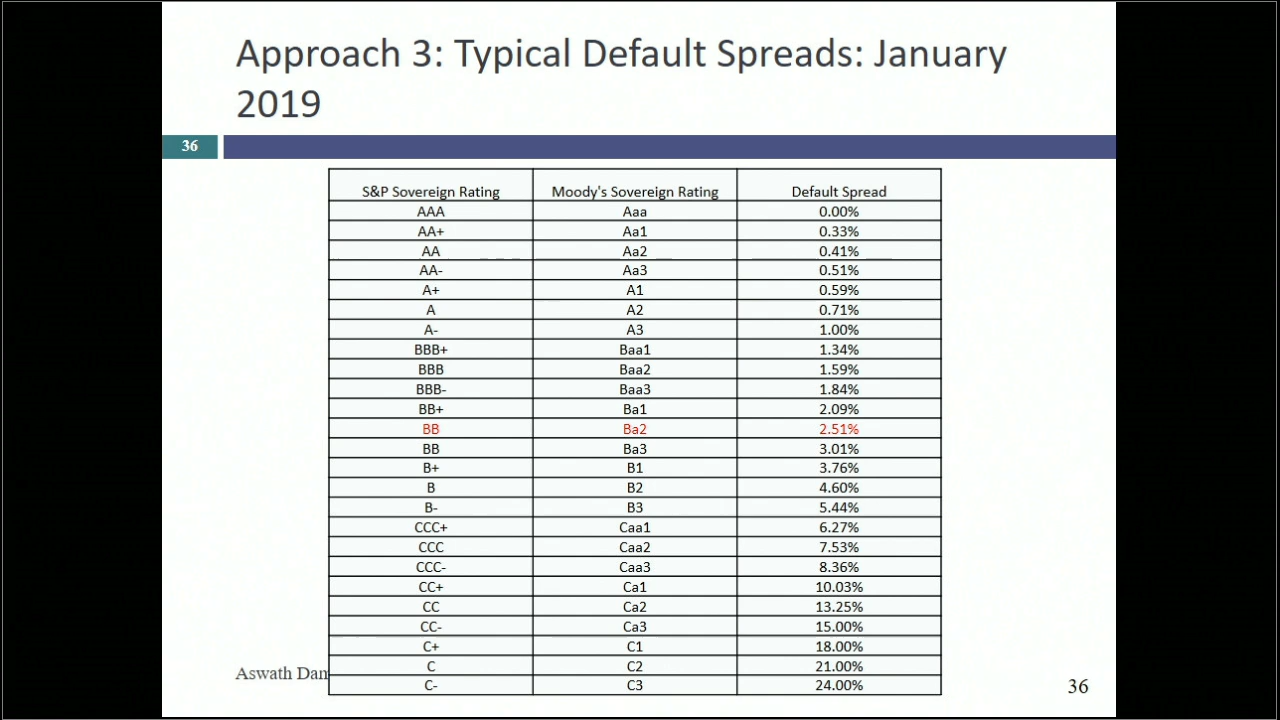 Approach 3: Typical Default Spreads: January
2019
36
S&P Sovereign Rating Moody's Sovereign Rating Default Spread
AAA Aaa 0.00%
AA+ Aa1 0.33%
AA Aa2 0.41%
AA- Aa3 0.51%
A+ A1 0.59%
A A2 0.71%
A- A3 1.00%
BBB+ Baa1 1.34%
BBB Baa2 1.59%
BBB- Baa3 1.84%
BB+ Ba1 2.09%
BB Ba2 2.51%
BB Ba3 3.01%
B+ B1 3.76%
B B2 4.60%
B- B3 5.44%
CCC+ Caa1 6.27%
CCC Caa2 7.53%
CCC- Caa3 8.36%
CC+ Ca1 10.03%
CC Ca2 13.25%
CC- Ca3 15.00%
C+ C1 18.00%
C C2 21.00%
C- C3 24.00%
Aswath Dam
36